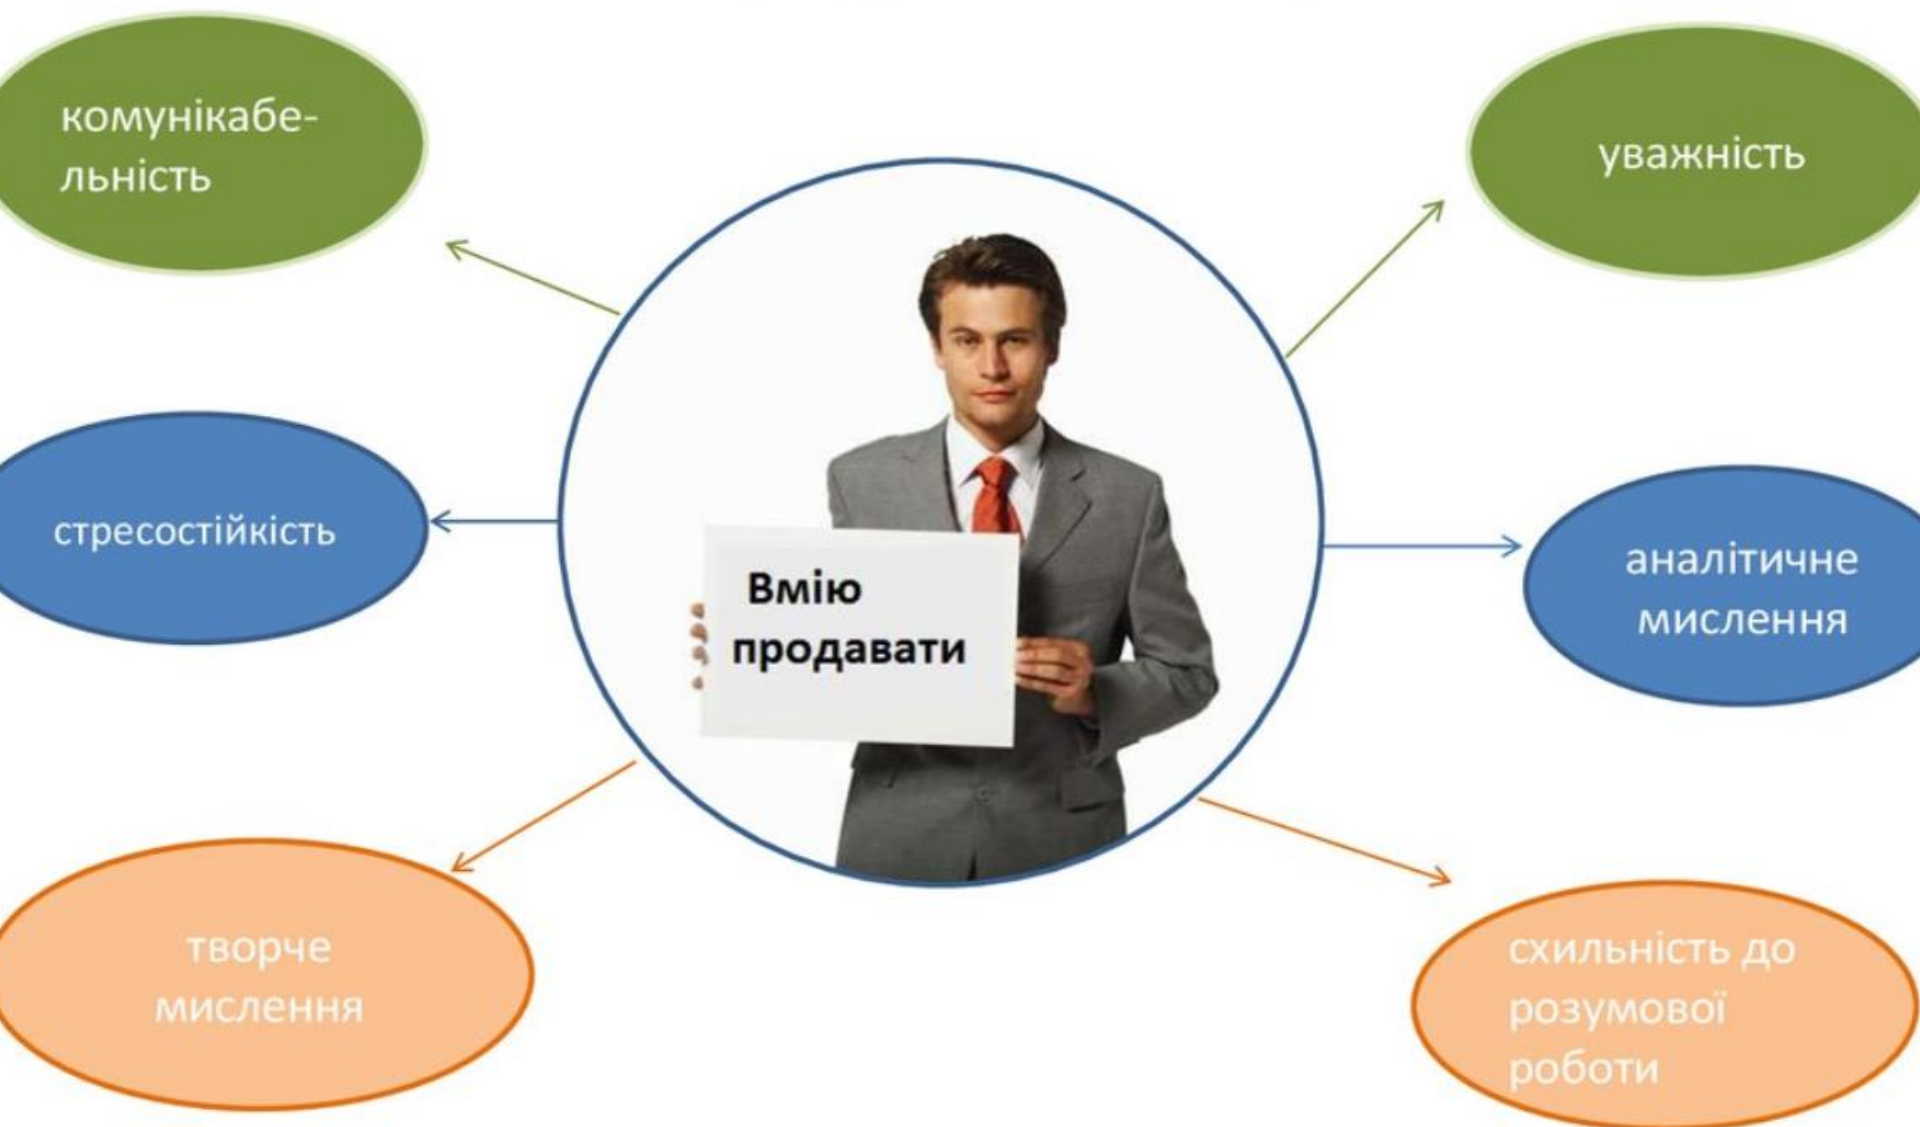 комунікабе-
льність
уважність
стресостійкість
Вмію
продавати
аналітичне
мислення
творче
мислення
схильність до
розумової
роботи